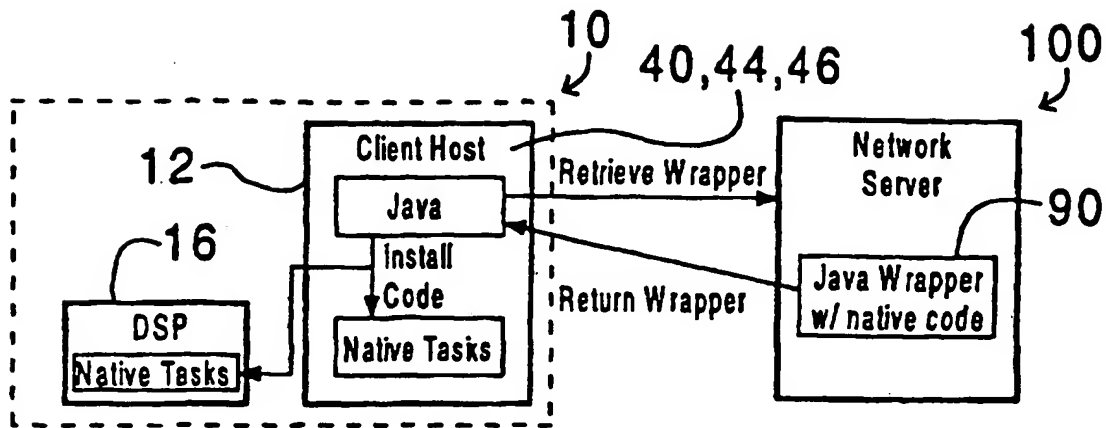 10
40,44,46
100
12
Client Host
Retrieve Wrapper
Network
Server
Java
90
16
Install
Code
Return Wrapper
Java Wrapper
w/ native code
DSP
Native Tasks
Native Tasks